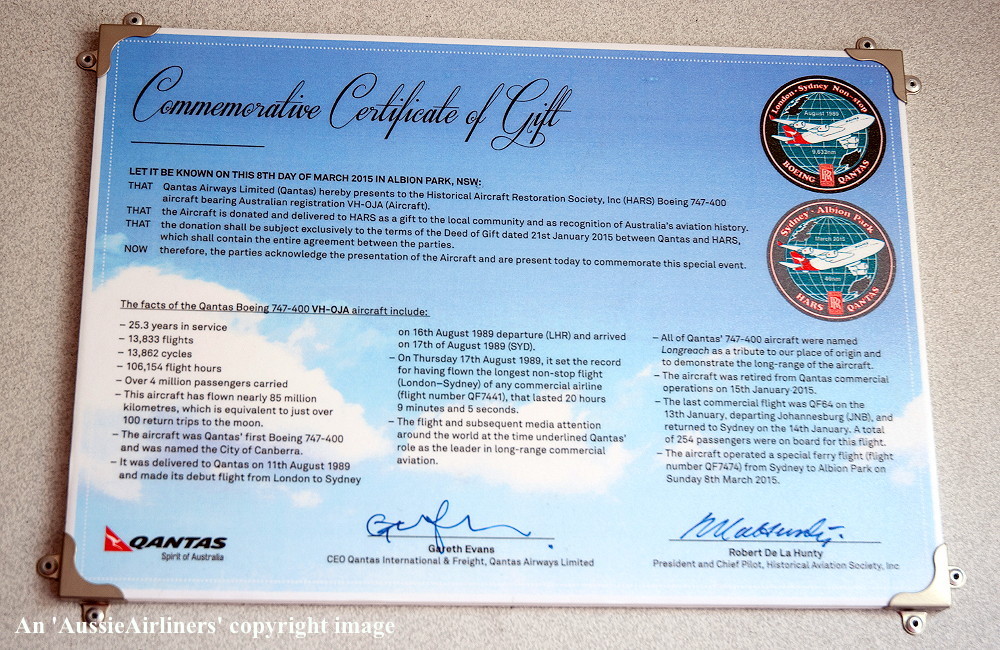 Commemorative Certificate of Gift
London - Sydney Non-stop
August 1989
9,632nm
BOEING QANTAS
RR
Sydney - Albion Park
March 2015
46nm
HARS QANTAS
RR
LET IT BE KNOWN ON THIS 8TH DAY OF MARCH 2015 IN ALBION PARK, NSW:
THAT Qantas Airways Limited (Qantas) hereby presents to the Historical Aircraft Restoration Society, Inc (HARS) Boeing 747-400
aircraft bearing Australian registration VH-OJA (Aircraft).
THAT the Aircraft is donated and delivered to HARS as a gift to the local community and as recognition of Australia's aviation history.
THAT the donation shall be subject exclusively to the terms of the Deed of Gift dated 21st January 2015 between Qantas and HARS,
which shall contain the entire agreement between the parties.
NOW therefore, the parties acknowledge the presentation of the Aircraft and are present today to commemorate this special event.
The facts of the Qantas Boeing 747-400 VH-OJA aircraft include:
– 25.3 years in service
– 13,833 flights
– 13,862 cycles
– 106,154 flight hours
– Over 4 million passengers carried
– This aircraft has flown nearly 85 million
kilometres, which is equivalent to just over
100 return trips to the moon.
– The aircraft was Qantas' first Boeing 747-400
and was named the City of Canberra.
– It was delivered to Qantas on 11th August 1989
and made its debut flight from London to Sydney
on 16th August 1989 departure (LHR) and arrived
on 17th of August 1989 (SYD).
– On Thursday 17th August 1989, it set the record
for having flown the longest non-stop flight
(London–Sydney) of any commercial airline
(flight number QF7441), that lasted 20 hours
9 minutes and 5 seconds.
– The flight and subsequent media attention
around the world at the time underlined Qantas'
role as the leader in long-range commercial
aviation.
– All of Qantas' 747-400 aircraft were named
Longreach as a tribute to our place of origin and
to demonstrate the long-range of the aircraft.
– The aircraft was retired from Qantas commercial
operations on 15th January 2015.
– The last commercial flight was QF64 on the
13th January, departing Johannesburg (JNB), and
returned to Sydney on the 14th January. A total
of 254 passengers were on board for this flight.
– The aircraft operated a special ferry flight (flight
number QF7474) from Sydney to Albion Park on
Sunday 8th March 2015.
QANTAS
Spirit of Australia
Gareth Evans
CEO Qantas International & Freight, Qantas Airways Limited
Robert De La Hunty
President and Chief Pilot, Historical Aviation Society, Inc
An 'AussieAirliners' copyright image